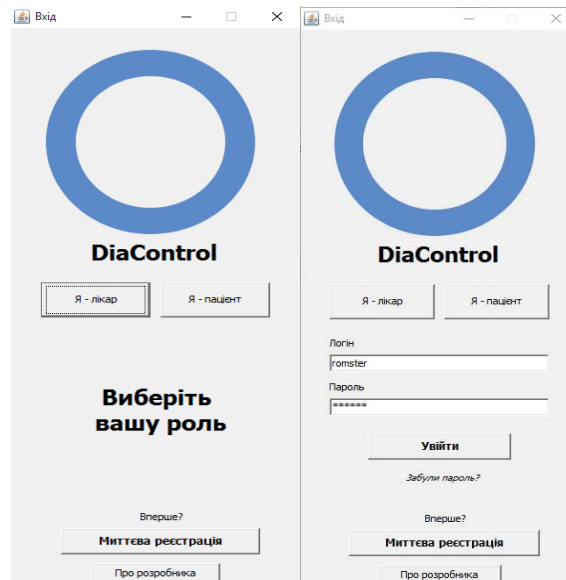 Вхід
DiaControl
Я - лікар
Я - пацієнт
Виберіть
вашу роль
Вперше?
Миттєва реєстрація
Про розробника
Вхід
DiaControl
Я - лікар
Я - пацієнт
Логін
romster
Пароль
******
Увійти
Забули пароль?
Вперше?
Миттєва реєстрація
Про розробника